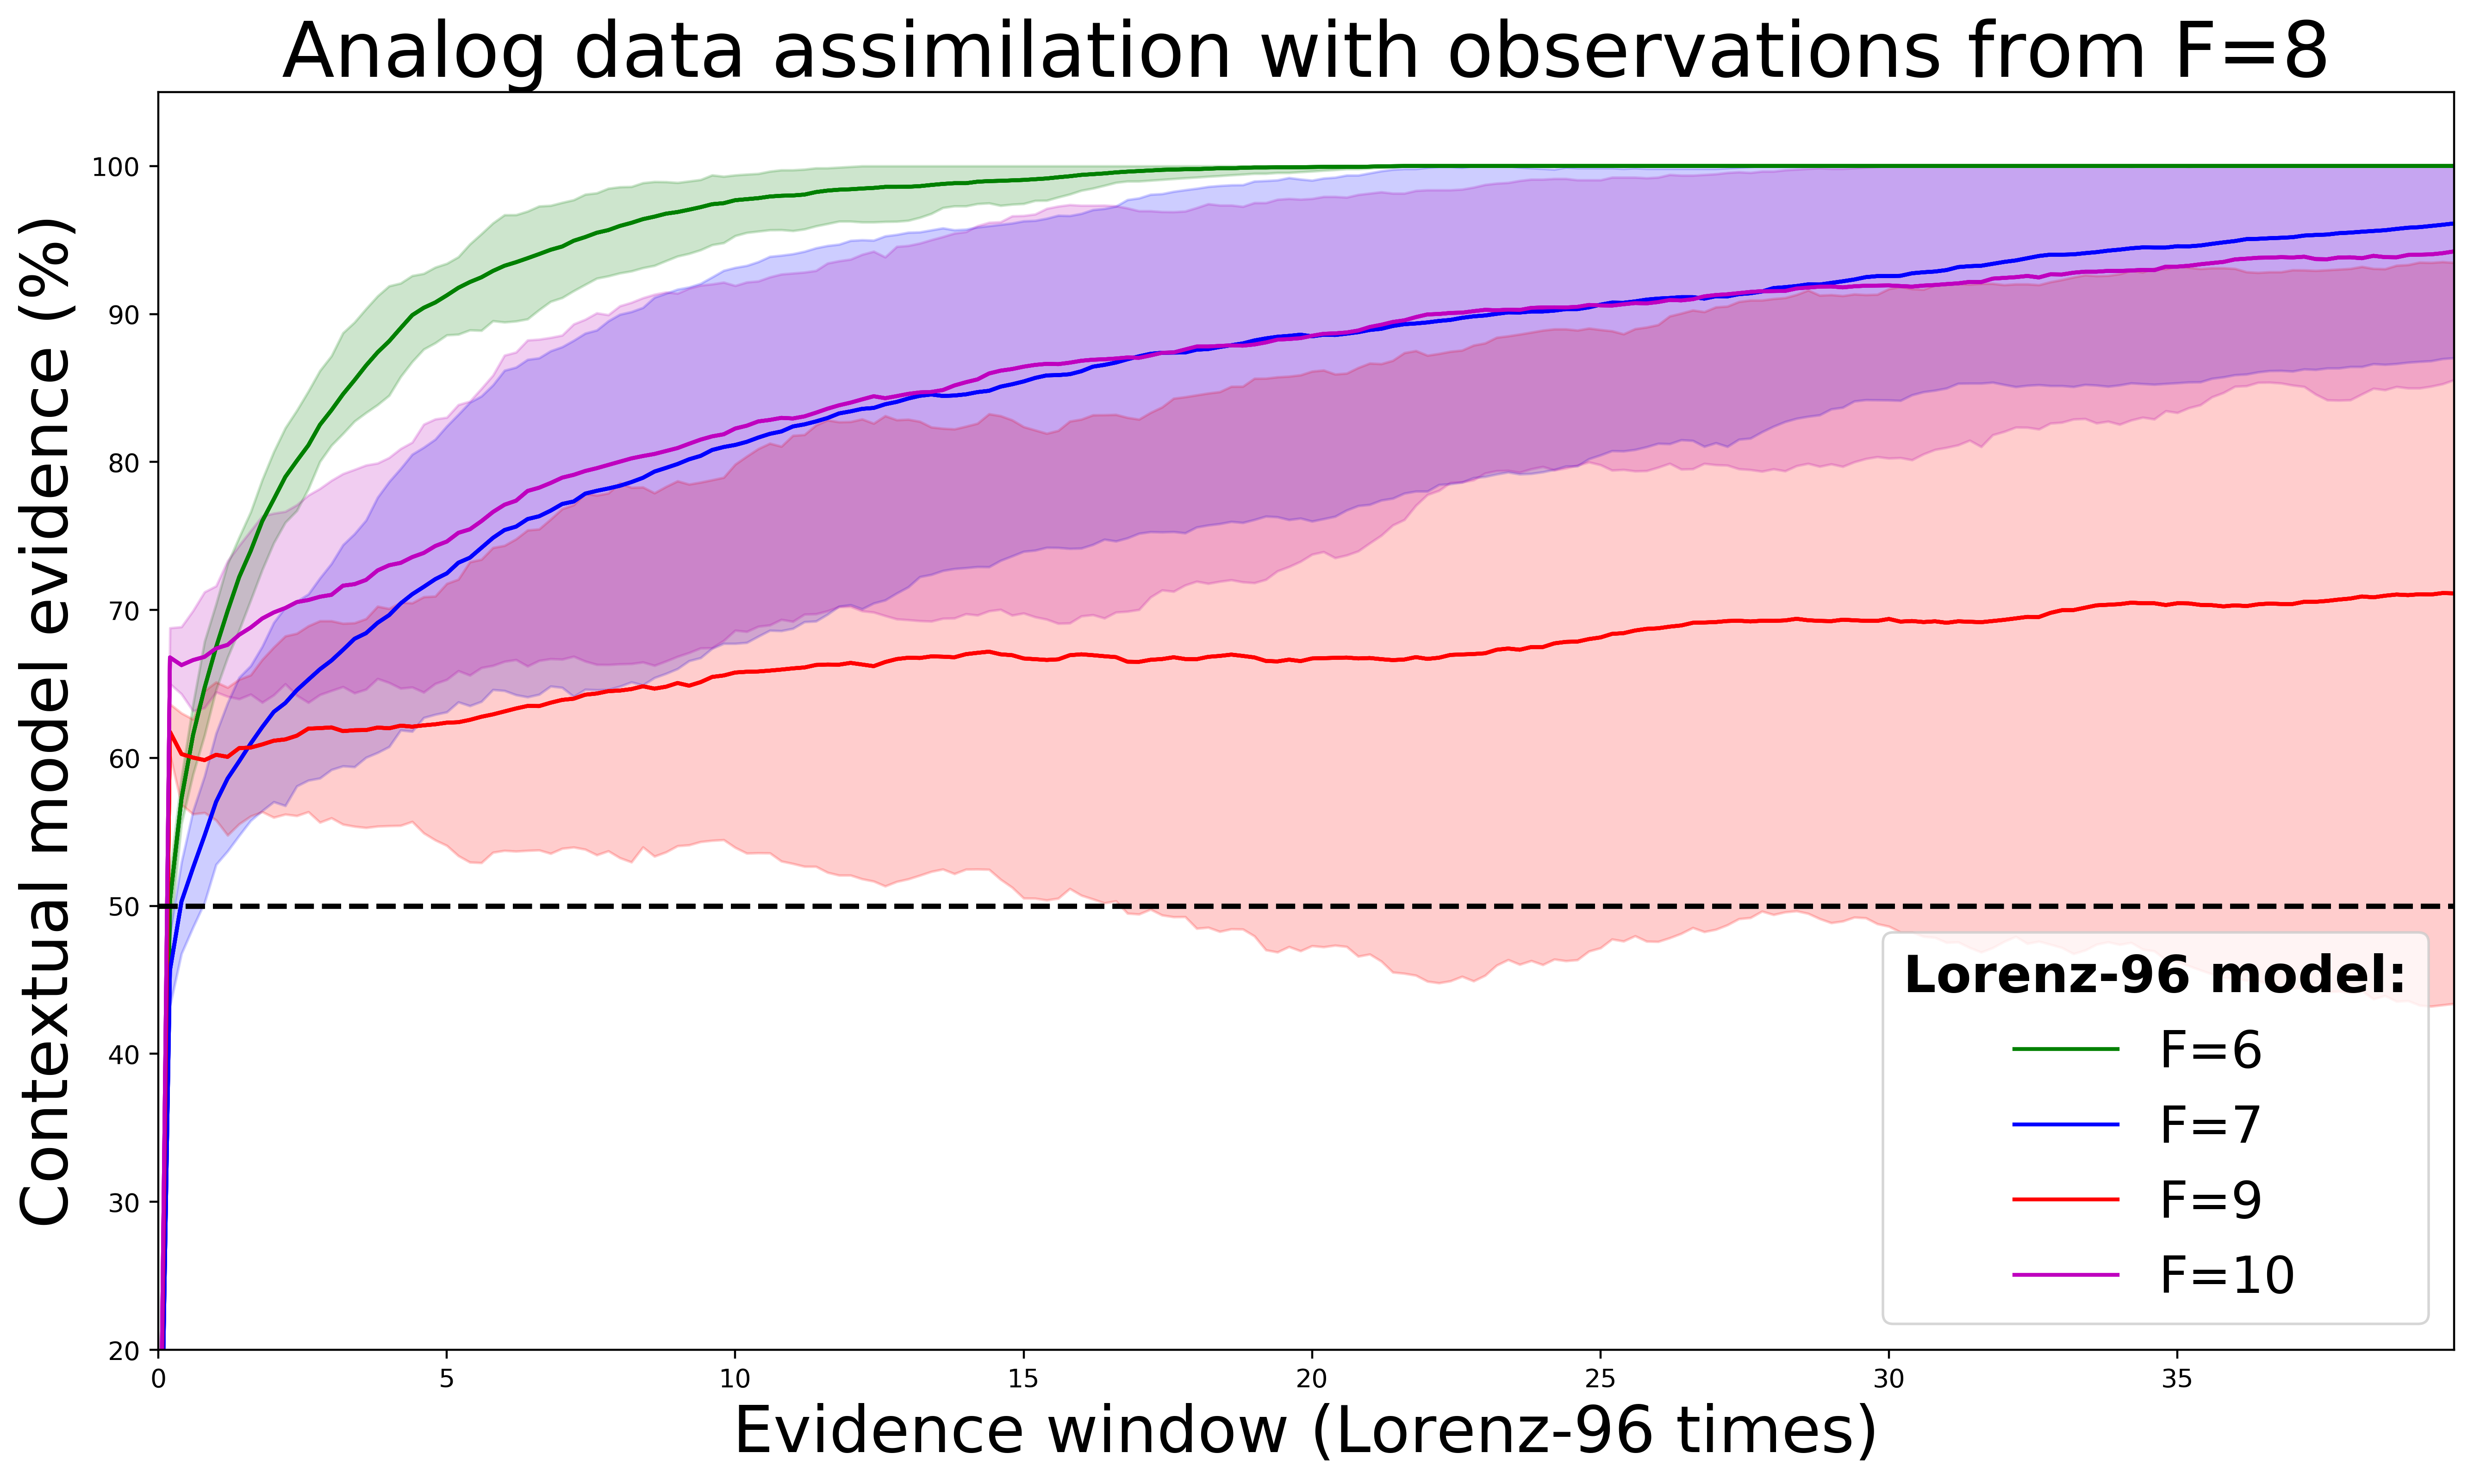 Analog data assimilation with observations from F=8
Contextual model evidence (%)
100
90
80
70
60
50
40
30
20
0
5
10
15
20
25
30
35
Evidence window (Lorenz-96 times)
Lorenz-96 model:
F=6
F=7
F=9
F=10